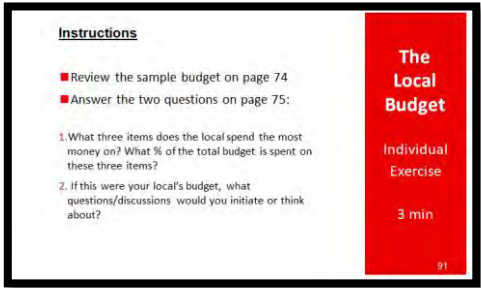 Instructions
■Review the sample budget on page 74
■Answer the two questions on page 75:
1.What three items does the local spend the most
money on? What % of the total budget is spent on
these three items?
2. If this were your local's budget, what
questions/discussions would you initiate or think
about?
The
Local
Budget
Individual
Exercise
3 min
91